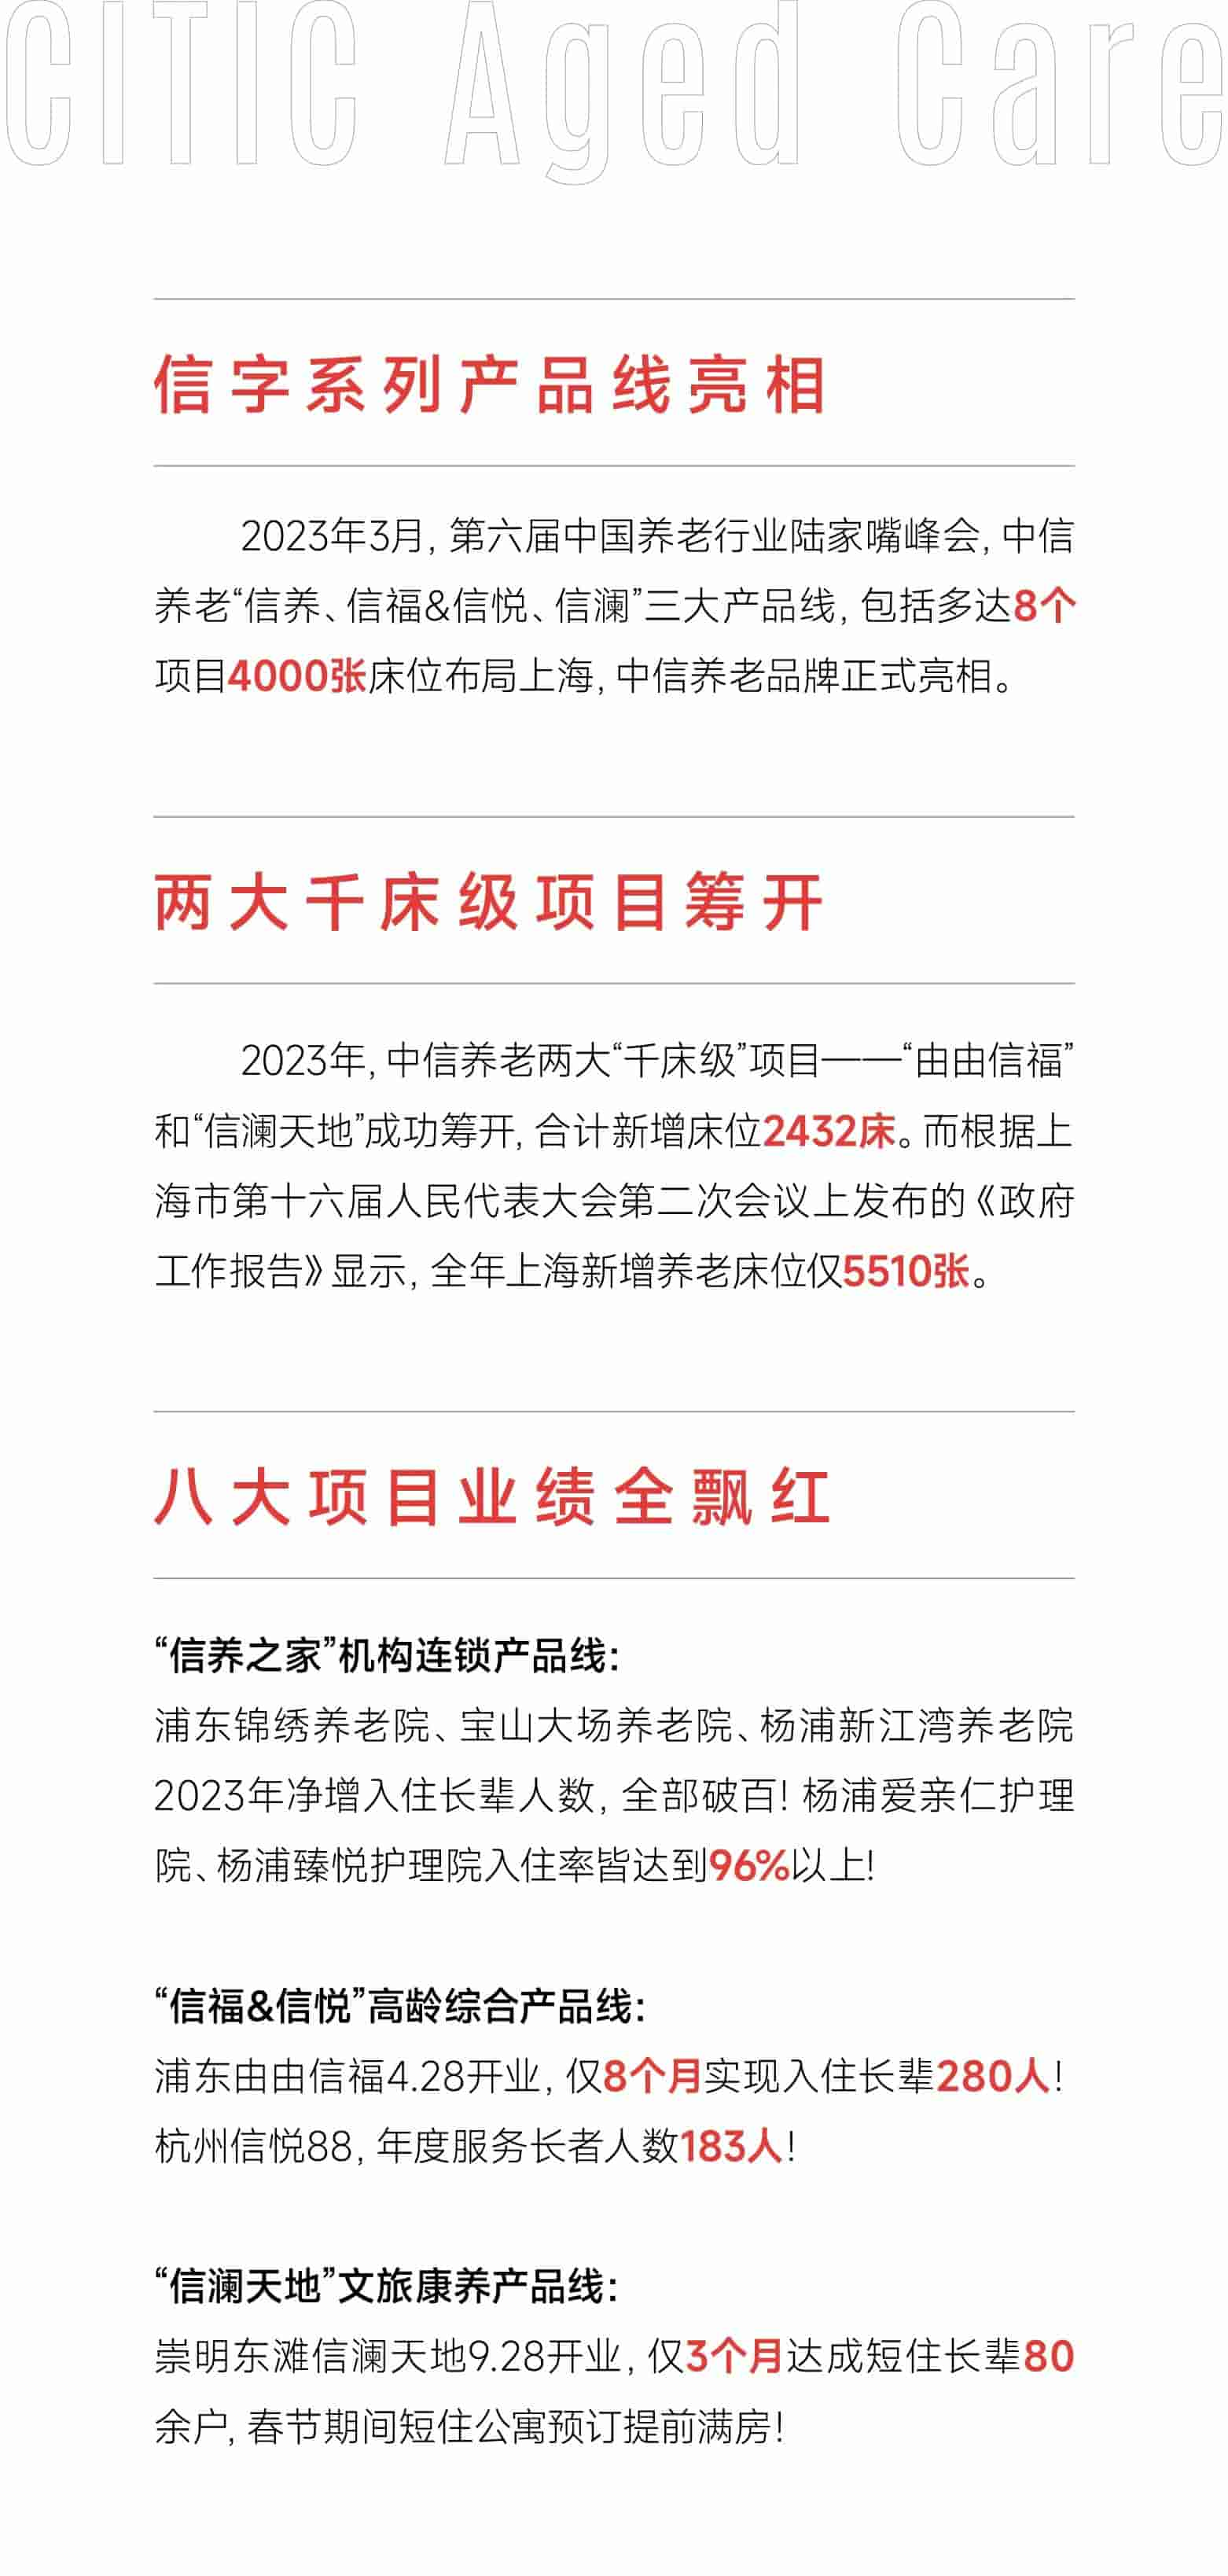 CITIC Aged Care
信字系列产品线亮相
2023年3月，第六届中国养老行业陆家嘴峰会，中信
养老“信养、信福&信悦、信澜”三大产品线，包括多达8个
项目4000张床位布局上海，中信养老品牌正式亮相。
两大千床级项目筹开
2023年，中信养老两大“千床级”项目——“由由信福”
和“信澜天地”成功筹开，合计新增床位2432床。而根据上
海市第十六届人民代表大会第二次会议上发布的《政府
工作报告》显示，全年上海新增养老床位仅5510张。
八大项目业绩全飘红
“信养之家”机构连锁产品线：
浦东锦绣养老院、宝山大场养老院、杨浦新江湾养老院
2023年净增入住长辈人数，全部破百！杨浦爱亲仁护理
院、杨浦臻悦护理院入住率皆达到96%以上！
“信福&信悦”高龄综合产品线：
浦东由由信福4.28开业，仅8个月实现入住长辈280人！
杭州信悦88，年度服务长者人数183人！
“信澜天地”文旅康养产品线：
崇明东滩信澜天地9.28开业，仅3个月达成短住长辈80
余户，春节期间短住公寓预订提前满房！